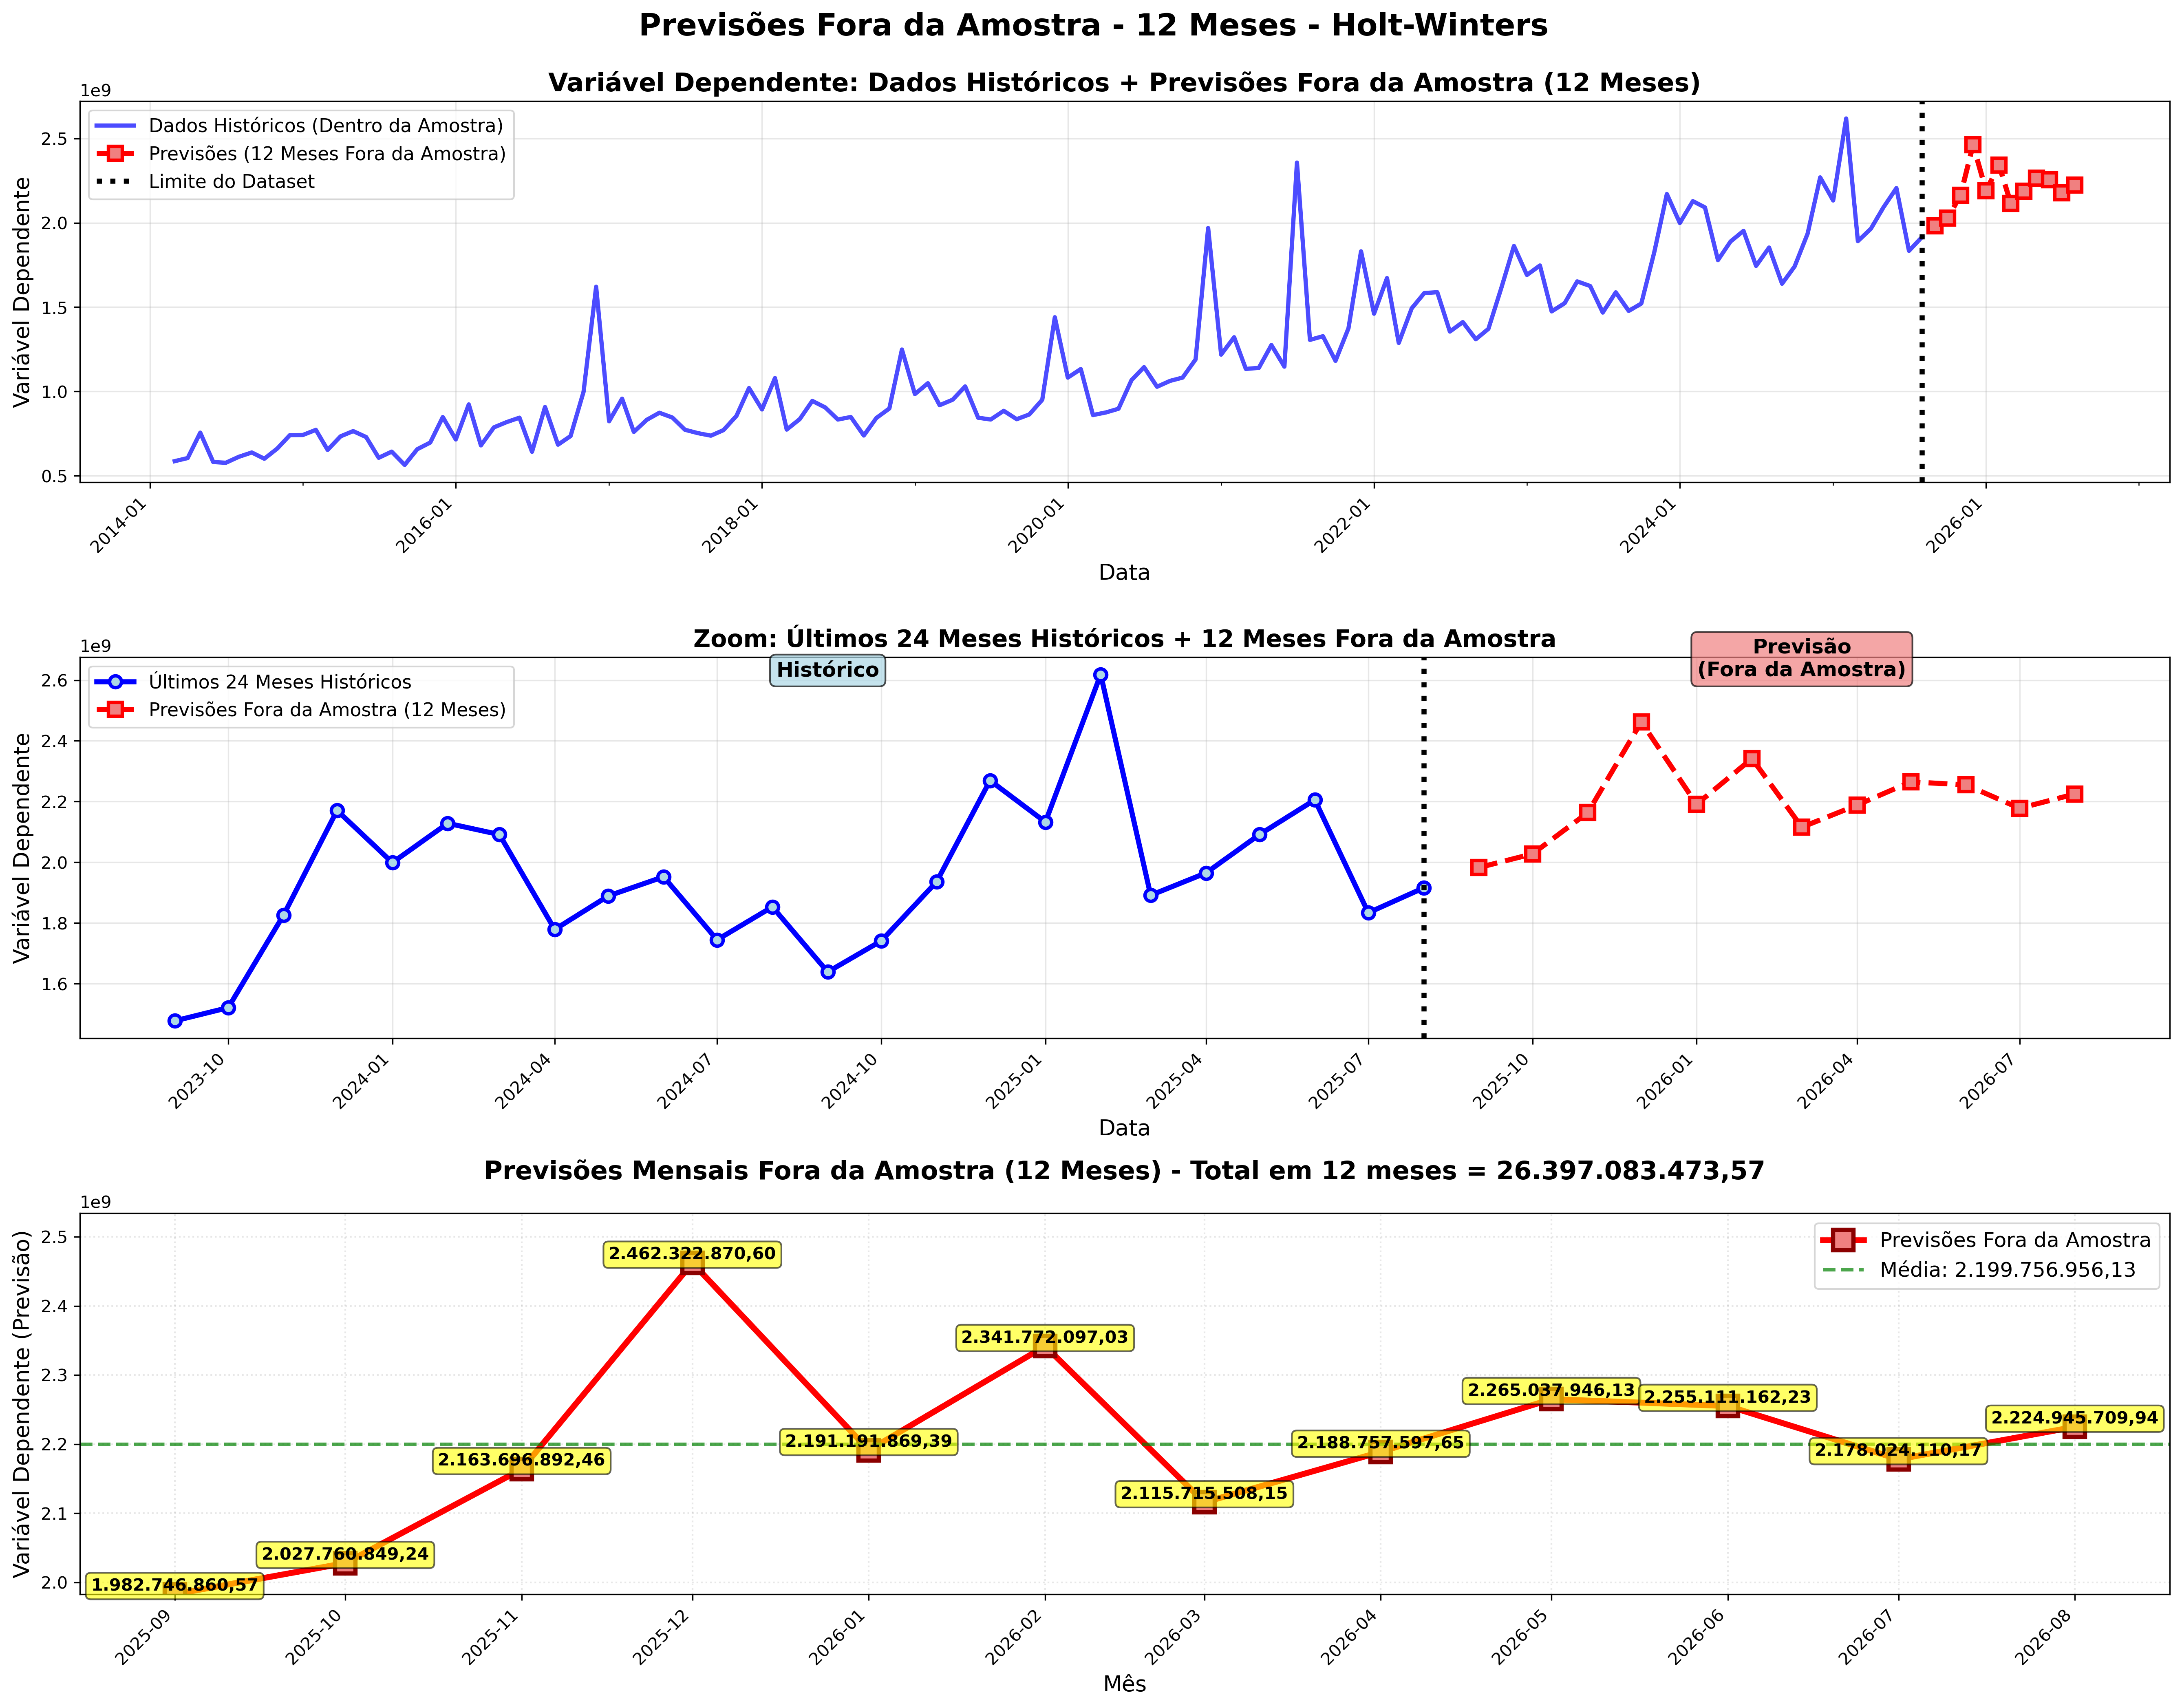 Previsões Fora da Amostra - 12 Meses - Holt-Winters
Variável Dependente: Dados Históricos + Previsões Fora da Amostra (12 Meses)
1e9
Dados Históricos (Dentro da Amostra)
Previsões (12 Meses Fora da Amostra)
Limite do Dataset
Variável Dependente
2.5
2.0
1.5
1.0
0.5
2014-01
2016-01
2018-01
2020-01
2022-01
2024-01
2026-01
Data
Zoom: Últimos 24 Meses Históricos + 12 Meses Fora da Amostra
1e9
Últimos 24 Meses Históricos
Previsões Fora da Amostra (12 Meses)
Histórico
Previsão
(Fora da Amostra)
Variável Dependente
2.6
2.4
2.2
2.0
1.8
1.6
2023-10
2024-01
2024-04
2024-07
2024-10
2025-01
2025-04
2025-07
2025-10
2026-01
2026-04
2026-07
Data
Previsões Mensais Fora da Amostra (12 Meses) - Total em 12 meses = 26.397.083.473,57
1e9
Previsões Fora da Amostra
Média: 2.199.756.956,13
Variável Dependente (Previsão)
2.5
2.4
2.3
2.2
2.1
2.0
1.982.746.860,57
2.027.760.849,24
2.163.696.892,46
2.462.322.870,60
2.191.191.869,39
2.341.772.097,03
2.115.715.508,15
2.188.757.597,65
2.265.037.946,13
2.255.111.162,23
2.178.024.110,17
2.224.945.709,94
2025-09
2025-10
2025-11
2025-12
2026-01
2026-02
2026-03
2026-04
2026-05
2026-06
2026-07
2026-08
Mês